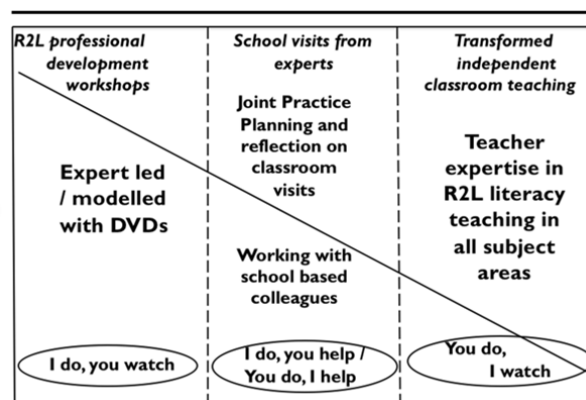 R2L professional
development
workshops
Expert led
/ modelled
with DVDs
I do, you watch
School visits from
experts
Joint Practice
Planning and
reflection on
classroom
visits
Working with
school based
colleagues
I do, you help /
You do, I help
Transformed
independent
classroom teaching
Teacher
expertise in
R2L literacy
teaching in
all subject
areas
You do,
I watch